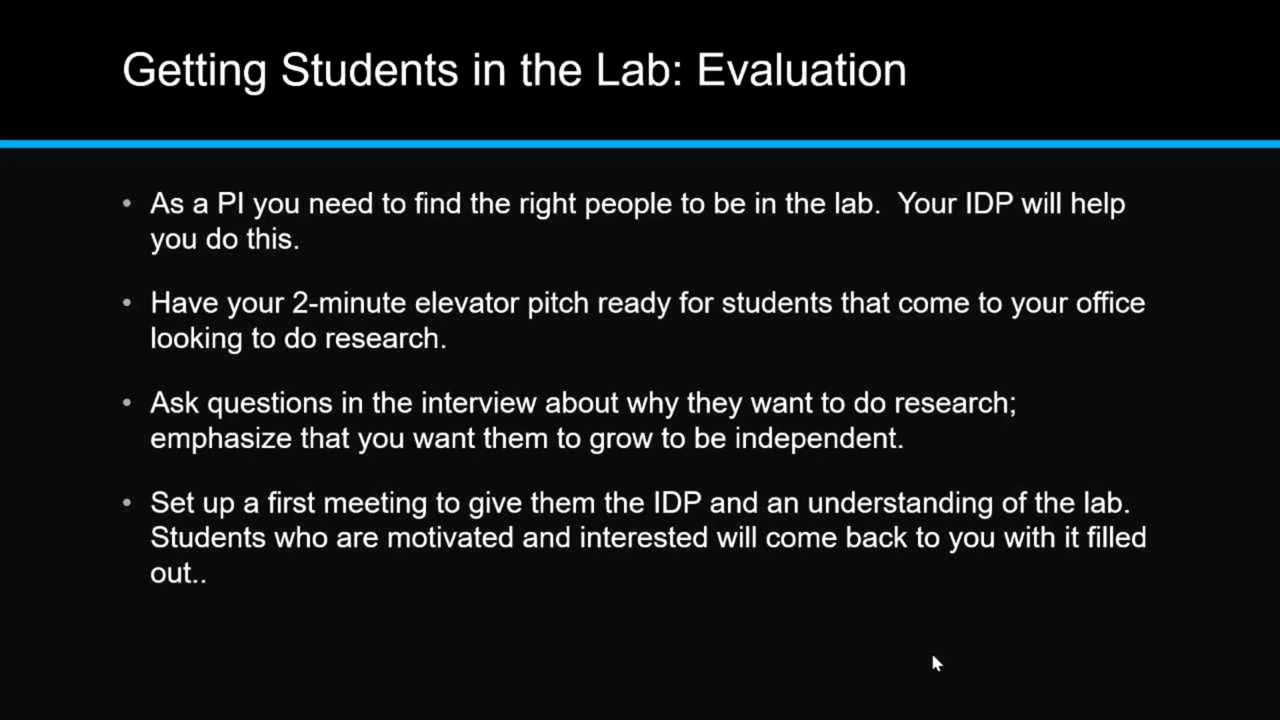 Getting Students in the Lab: Evaluation
• As a PI you need to find the right people to be in the lab.  Your IDP will help
you do this.
• Have your 2-minute elevator pitch ready for students that come to your office
looking to do research.
• Ask questions in the interview about why they want to do research;
emphasize that you want them to grow to be independent.
• Set up a first meeting to give them the IDP and an understanding of the lab.
Students who are motivated and interested will come back to you with it filled
out..